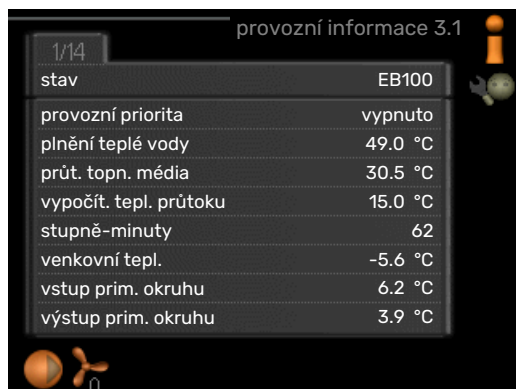 provozní informace 3.1
1/14
stav EB100
provozní priorita vypnuto
plnění teplé vody 49.0 °C
průt. topn. média 30.5 °C
vypočít. tepl. průtoku 15.0 °C
stupně-minuty 62
venkovní tepl. -5.6 °C
vstup prim. okruhu 6.2 °C
výstup prim. okruhu 3.9 °C